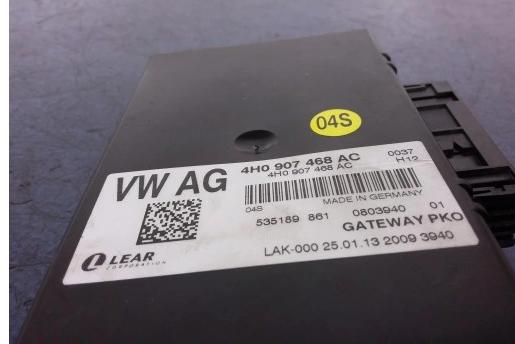 04S
2
VW AG
4H0 907 468 AC 0037
4H0 907 468 AC H12
04S MADE IN GERMANY
535189 861 0803940 01
GATEWAY PKO
LEAR
CORPORATION
LAK-000 25.01.13 2009 3940